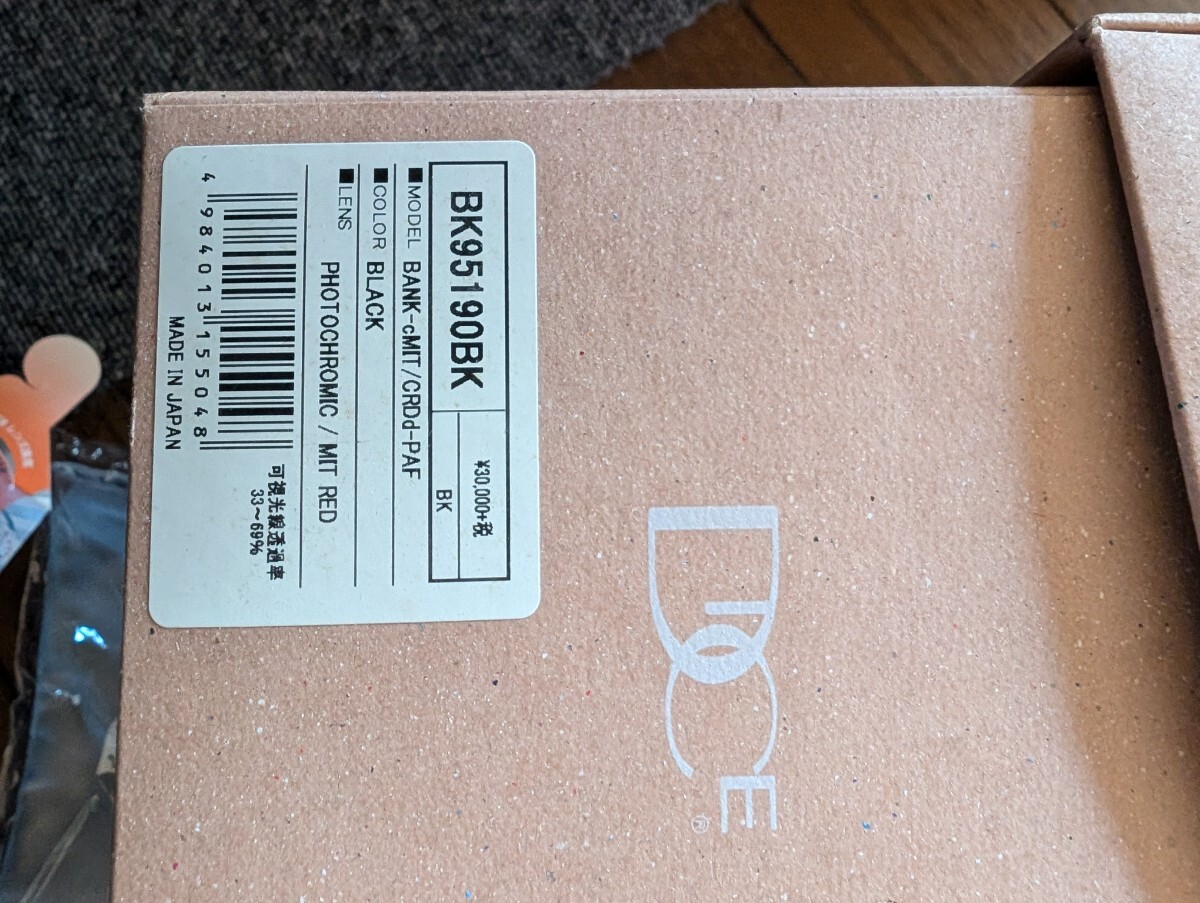 BK95190BK
¥30,000+税
BK
■MODEL BANK-cMIT/CRDd-PAF
■COLOR BLACK
■LENS
PHOTOCHROMIC / MIT RED
可視光線透過率
33～69%
4 984013 155048
MADE IN JAPAN
DICE®